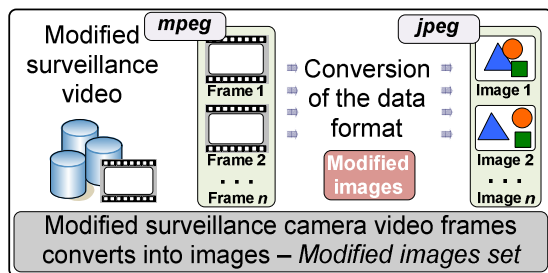 mpeg
jpeg
Modified
surveillance
video
Frame 1
Frame 2
. . .
Frame n
Conversion
of the data
format
Modified
images
Image 1
Image 2
. . .
Image n
Modified surveillance camera video frames
converts into images – Modified images set